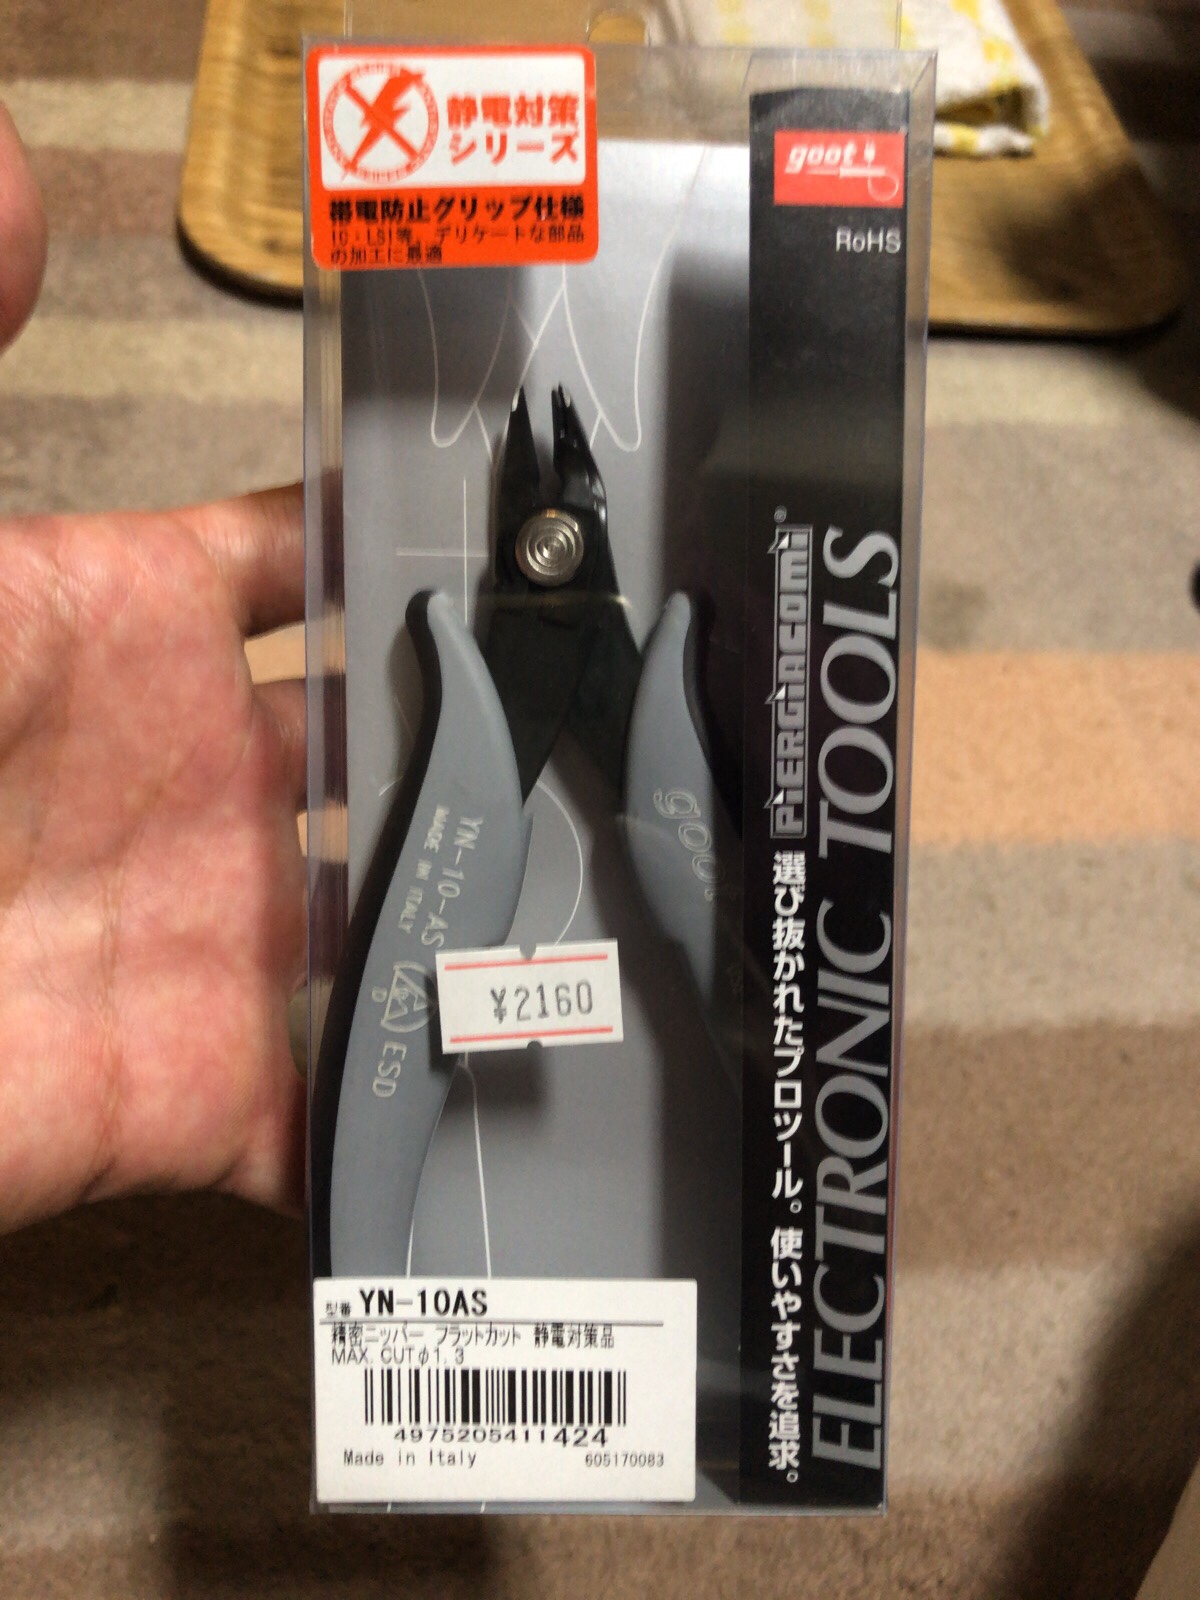 静電対策
シリーズ
帯電防止グリップ仕様
IC・LSI等、デリケートな部品
の加工に最適
goot
RoHS
PIERGIACOMI®
選び抜かれたプロツール。使いやすさを追求。
ELECTRONIC TOOLS
YN-10-AS
MADE IN ITALY
D
ESD
goot
¥2160
型番 YN-10AS
精密ニッパー フラットカット 静電対策品
MAX. CUTφ1.3
4975205411424
Made in Italy
605170083